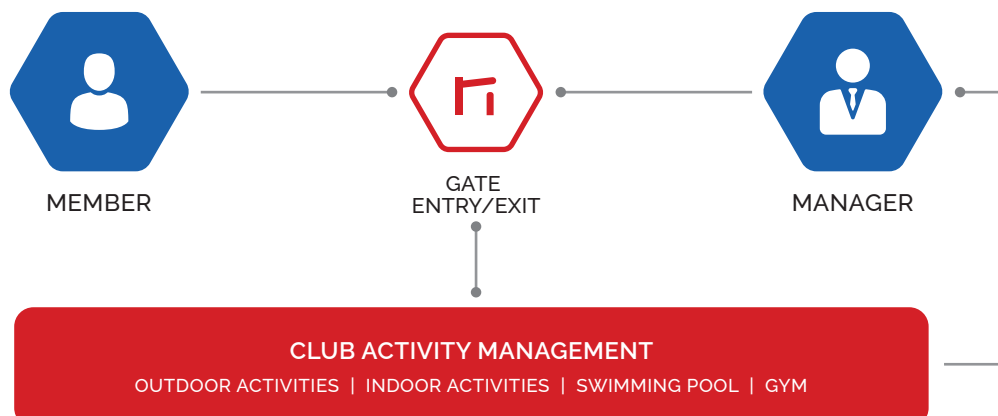 MEMBER
GATE
ENTRY/EXIT
MANAGER
CLUB ACTIVITY MANAGEMENT
OUTDOOR ACTIVITIES | INDOOR ACTIVITIES | SWIMMING POOL | GYM